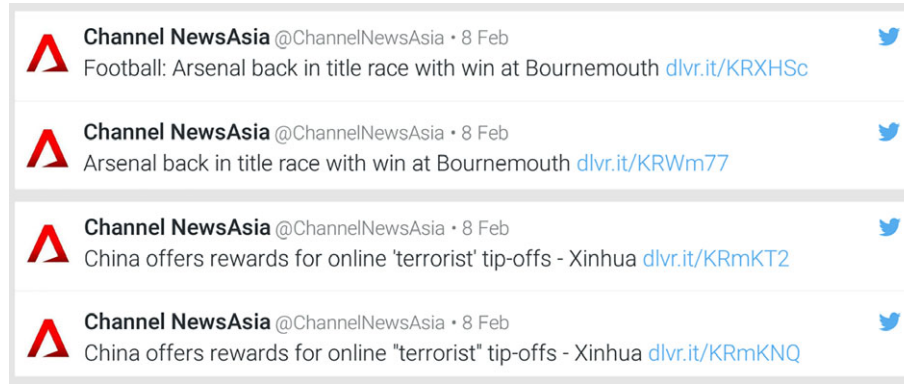 Channel NewsAsia @ChannelNewsAsia • 8 Feb
Football: Arsenal back in title race with win at Bournemouth dlvr.it/KRXHSc
Channel NewsAsia @ChannelNewsAsia • 8 Feb
Arsenal back in title race with win at Bournemouth dlvr.it/KRWm77
Channel NewsAsia @ChannelNewsAsia • 8 Feb
China offers rewards for online 'terrorist' tip-offs - Xinhua dlvr.it/KRmKT2
Channel NewsAsia @ChannelNewsAsia • 8 Feb
China offers rewards for online "terrorist" tip-offs - Xinhua dlvr.it/KRmKNQ